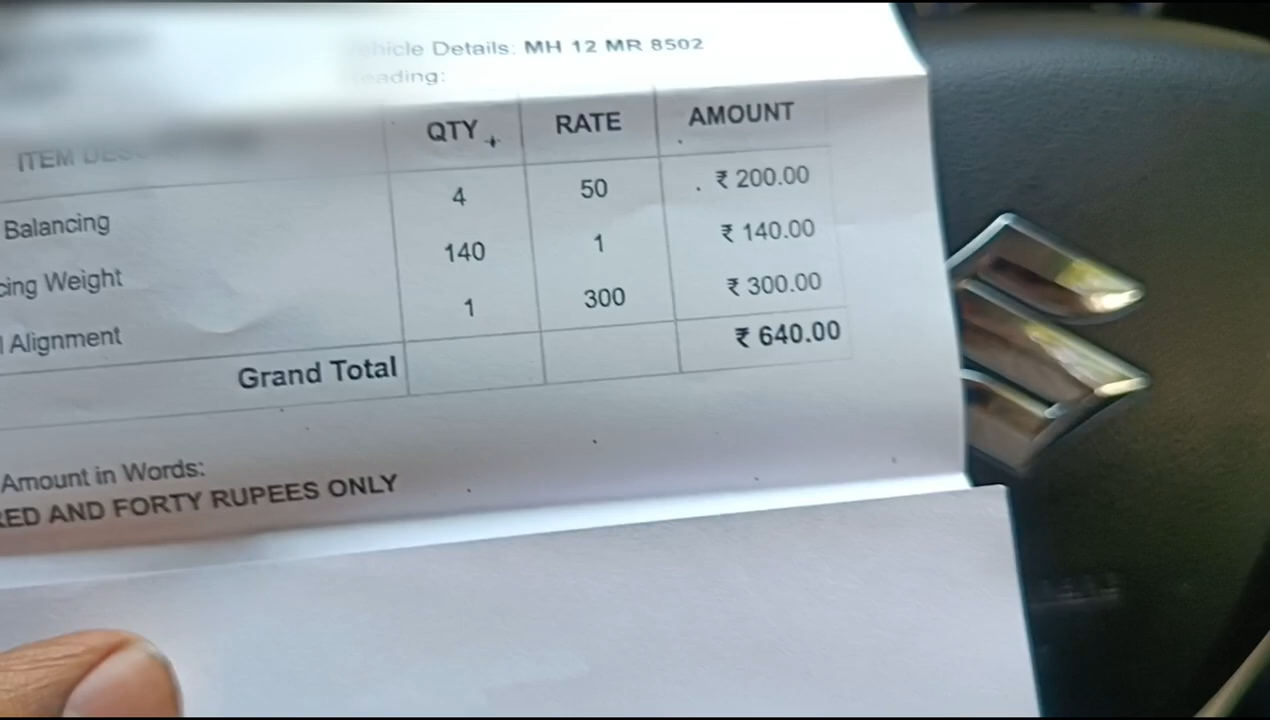 ehicle Details: MH 12 MR 8502
eading:
ITEM QTY RATE AMOUNT
Balancing 4 50 ₹ 200.00
cing Weight 140 1 ₹ 140.00
l Alignment 1 300 ₹ 300.00
Grand Total ₹ 640.00
Amount in Words:
RED AND FORTY RUPEES ONLY